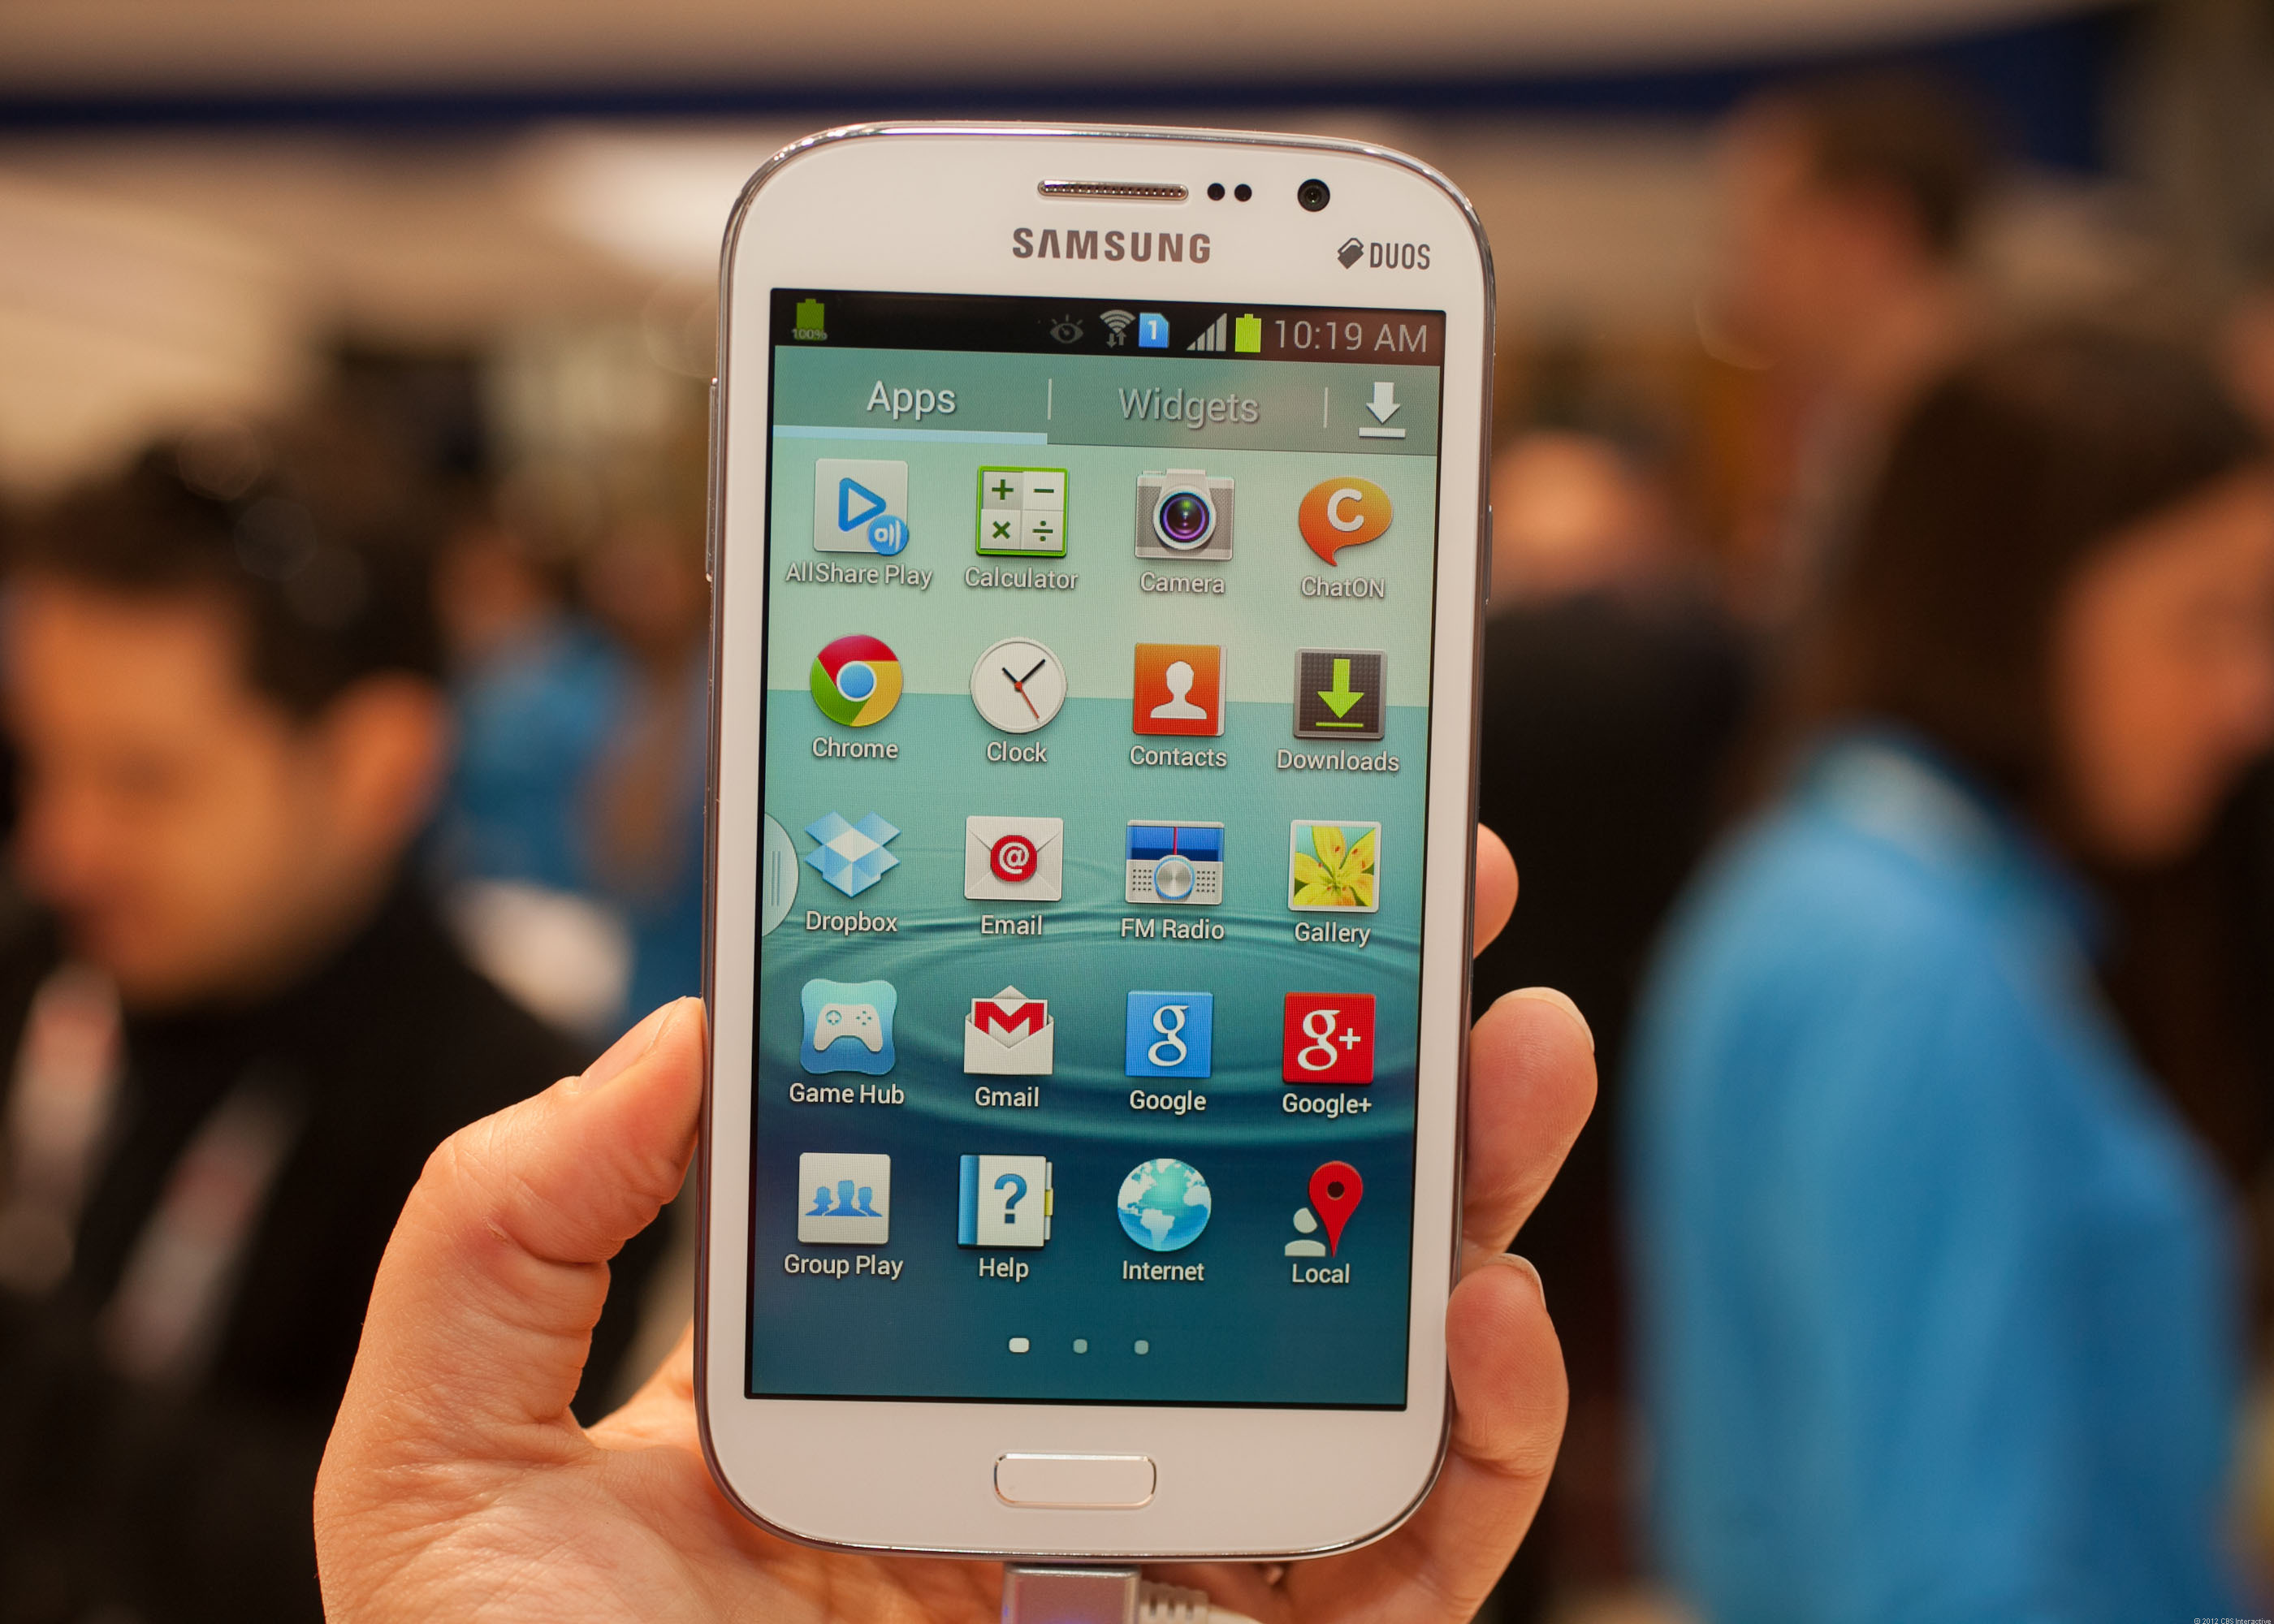 SAMSUNG
DUOS
100%
1
10:19 AM
Apps
Widgets
AllShare Play
Calculator
Camera
C
ChatON
Chrome
Clock
Contacts
Downloads
@
Dropbox
Email
FM Radio
Gallery
g
g+
Game Hub
Gmail
Google
Google+
?
Group Play
Help
Internet
Local
© 2012 CBS Interactive